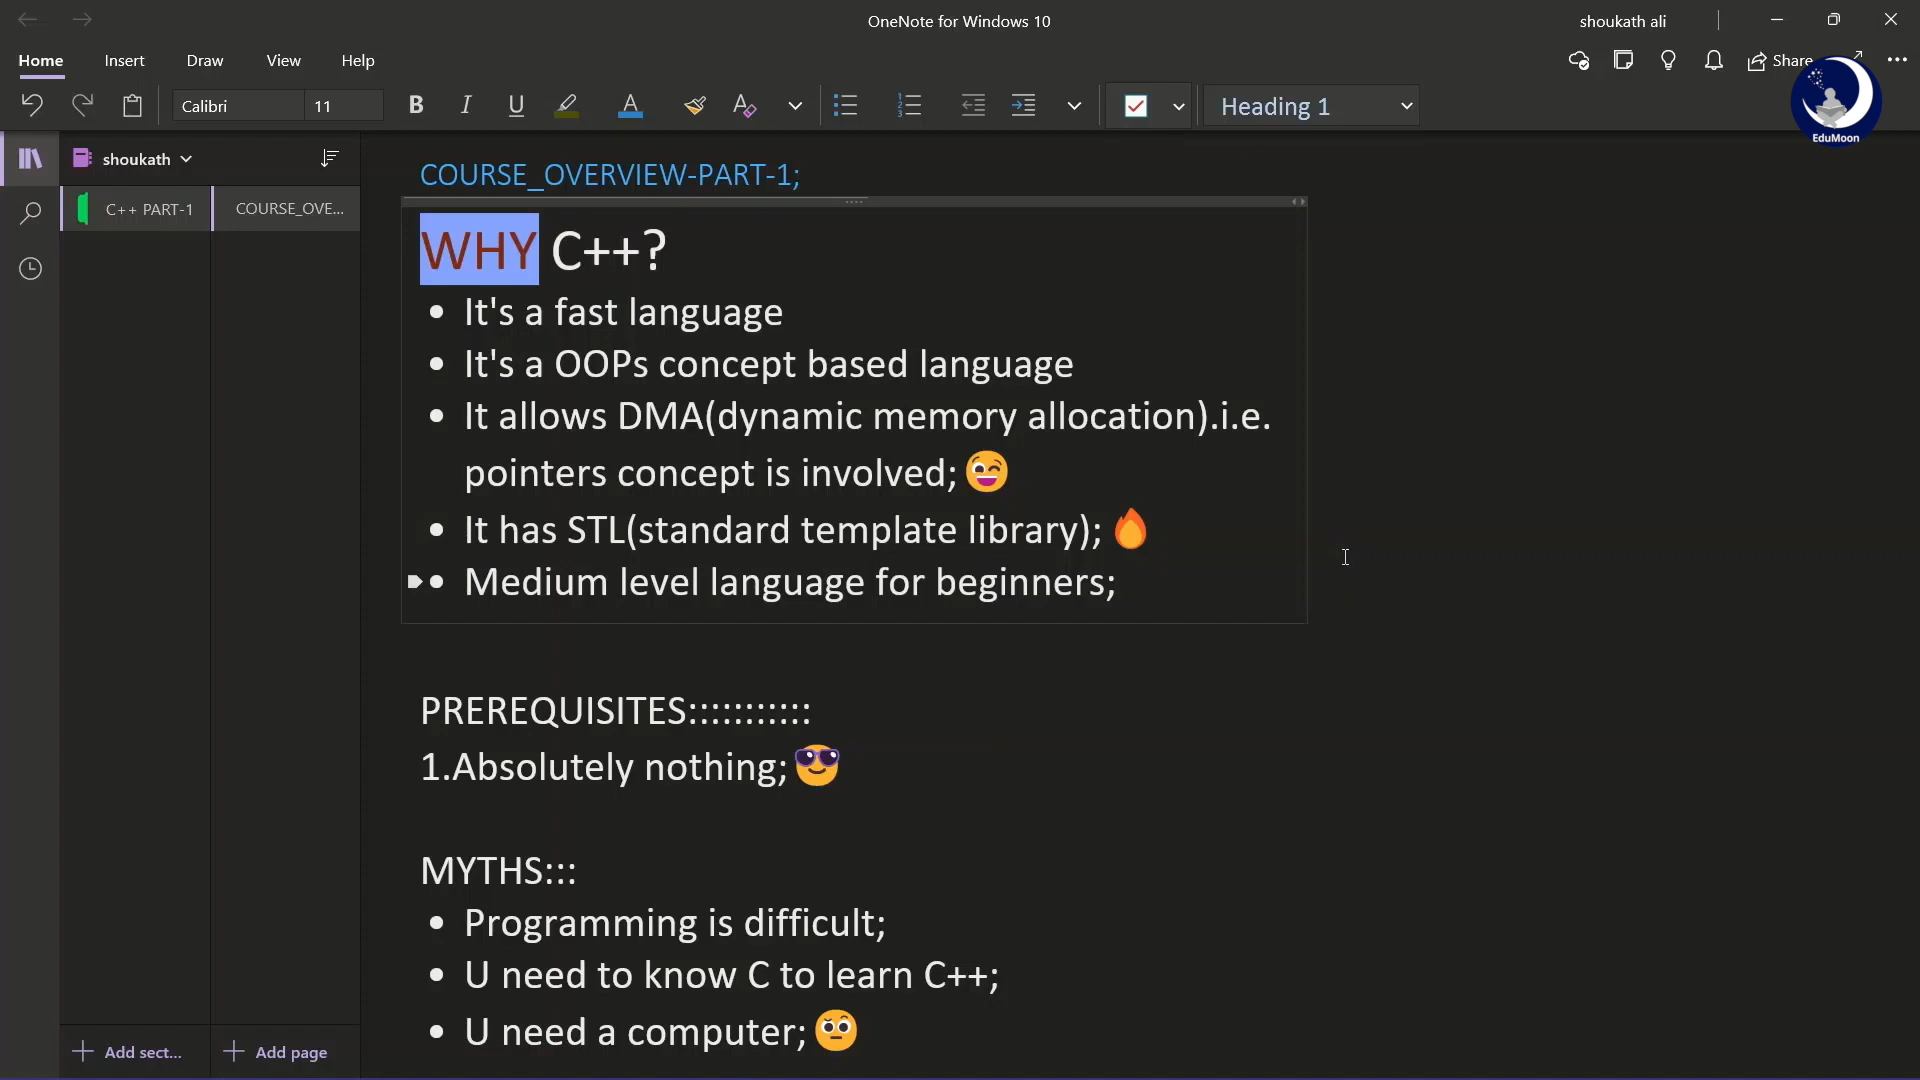 OneNote for Windows 10
shoukath ali
Home Insert Draw View Help
Share
Calibri 11 B I U A A Heading 1
EduMoon
shoukath
C++ PART-1 COURSE_OVE...
COURSE_OVERVIEW-PART-1;
WHY C++?
• It's a fast language
• It's a OOPs concept based language
• It allows DMA(dynamic memory allocation).i.e.
pointers concept is involved;😅
• It has STL(standard template library);🔥
• Medium level language for beginners;
PREREQUISITES:::::::::::
1.Absolutely nothing;😎
MYTHS:::
• Programming is difficult;
• U need to know C to learn C++;
• U need a computer;😳
Add sect... Add page